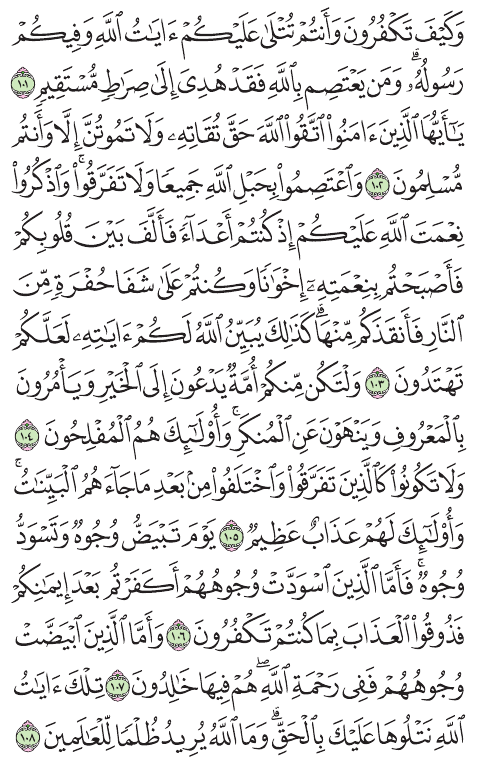 وَكَيْفَ تَكْفُرُونَ وَأَنتُمْ تُتْلَىٰ عَلَيْكُمْ ءَايَـٰتُ ٱللَّهِ وَفِيكُمْ
رَسُولُهُۥ ۗ وَمَن يَعْتَصِم بِٱللَّهِ فَقَدْ هُدِىَ إِلَىٰ صِرَٰطٍ مُّسْتَقِيمٍ ١٠١
يَـٰٓأَيُّهَا ٱلَّذِينَ ءَامَنُوا۟ ٱتَّقُوا۟ ٱللَّهَ حَقَّ تُقَاتِهِۦ وَلَا تَمُوتُنَّ إِلَّا وَأَنتُم
مُّسْلِمُونَ ١٠٢ وَٱعْتَصِمُوا۟ بِحَبْلِ ٱللَّهِ جَمِيعًا وَلَا تَفَرَّقُوا۟ ۚ وَٱذْكُرُوا۟
نِعْمَتَ ٱللَّهِ عَلَيْكُمْ إِذْ كُنتُمْ أَعْدَآءً فَأَلَّفَ بَيْنَ قُلُوبِكُمْ
فَأَصْبَحْتُم بِنِعْمَتِهِۦٓ إِخْوَٰنًا وَكُنتُمْ عَلَىٰ شَفَا حُفْرَةٍ مِّنَ
ٱلنَّارِ فَأَنقَذَكُم مِّنْهَا ۗ كَذَٰلِكَ يُبَيِّنُ ٱللَّهُ لَكُمْ ءَايَـٰتِهِۦ لَعَلَّكُمْ
تَهْتَدُونَ ١٠٣ وَلْتَكُن مِّنكُمْ أُمَّةٌ يَدْعُونَ إِلَى ٱلْخَيْرِ وَيَأْمُرُونَ
بِٱلْمَعْرُوفِ وَيَنْهَوْنَ عَنِ ٱلْمُنكَرِ ۚ وَأُو۟لَـٰٓئِكَ هُمُ ٱلْمُفْلِحُونَ ١٠٤
وَلَا تَكُونُوا۟ كَٱلَّذِينَ تَفَرَّقُوا۟ وَٱخْتَلَفُوا۟ مِنۢ بَعْدِ مَا جَآءَهُمُ ٱلْبَيِّنَـٰتُ ۚ
وَأُو۟لَـٰٓئِكَ لَهُمْ عَذَابٌ عَظِيمٌ ١٠٥ يَوْمَ تَبْيَضُّ وُجُوهٌ وَتَسْوَدُّ
وُجُوهٌ ۚ فَأَمَّا ٱلَّذِينَ ٱسْوَدَّتْ وُجُوهُهُمْ أَكَفَرْتُم بَعْدَ إِيمَـٰنِكُمْ
فَذُوقُوا۟ ٱلْعَذَابَ بِمَا كُنتُمْ تَكْفُرُونَ ١٠٦ وَأَمَّا ٱلَّذِينَ ٱبْيَضَّتْ
وُجُوهُهُمْ فَفِى رَحْمَةِ ٱللَّهِ ۖ هُمْ فِيهَا خَـٰلِدُونَ ١٠٧ تِلْكَ ءَايَـٰتُ
ٱللَّهِ نَتْلُوهَا عَلَيْكَ بِٱلْحَقِّ ۗ وَمَا ٱللَّهُ يُرِيدُ ظُلْمًا لِّلْعَـٰلَمِينَ ١٠٨